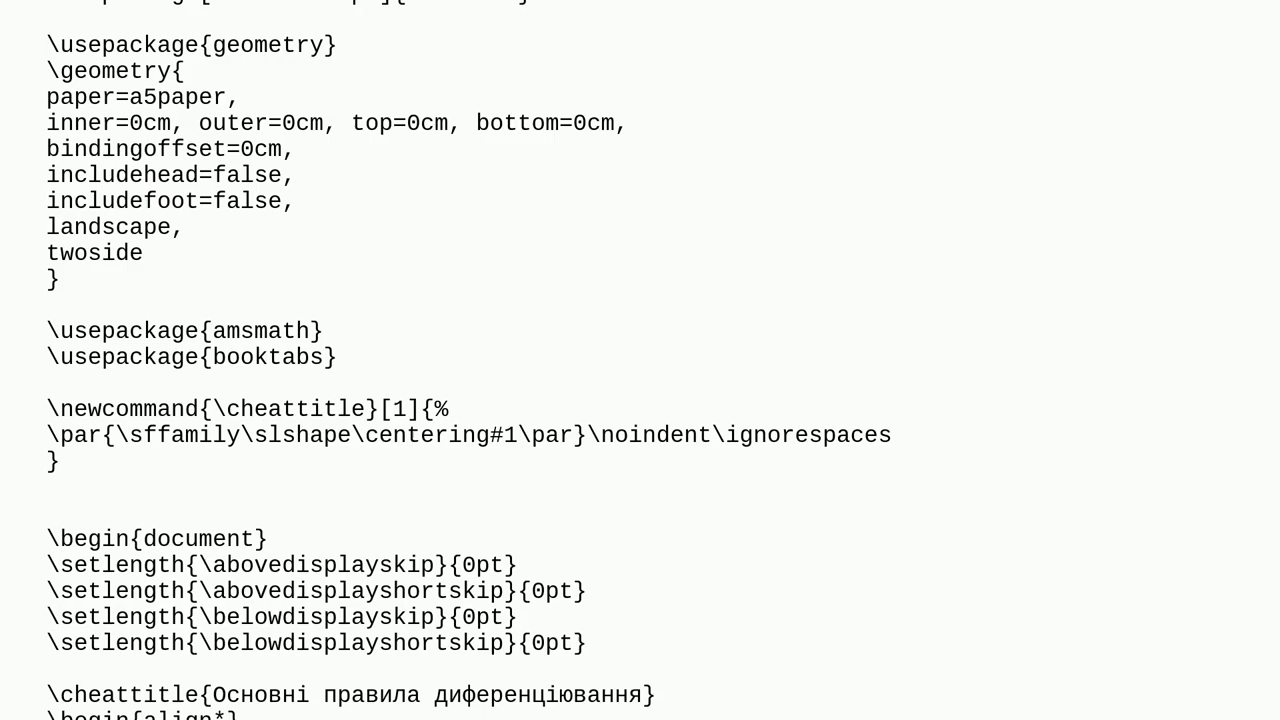 \usepackage{geometry}
\geometry{
paper=a5paper,
inner=0cm, outer=0cm, top=0cm, bottom=0cm,
bindingoffset=0cm,
includehead=false,
includefoot=false,
landscape,
twoside
}
\usepackage{amsmath}
\usepackage{booktabs}
\newcommand{\cheattitle}[1]{%
\par{\sffamily\slshape\centering#1\par}\noindent\ignorespaces
}
\begin{document}
\setlength{\abovedisplayskip}{0pt}
\setlength{\abovedisplayshortskip}{0pt}
\setlength{\belowdisplayskip}{0pt}
\setlength{\belowdisplayshortskip}{0pt}
\cheattitle{Основні правила диференціювання}
\begin{align*}